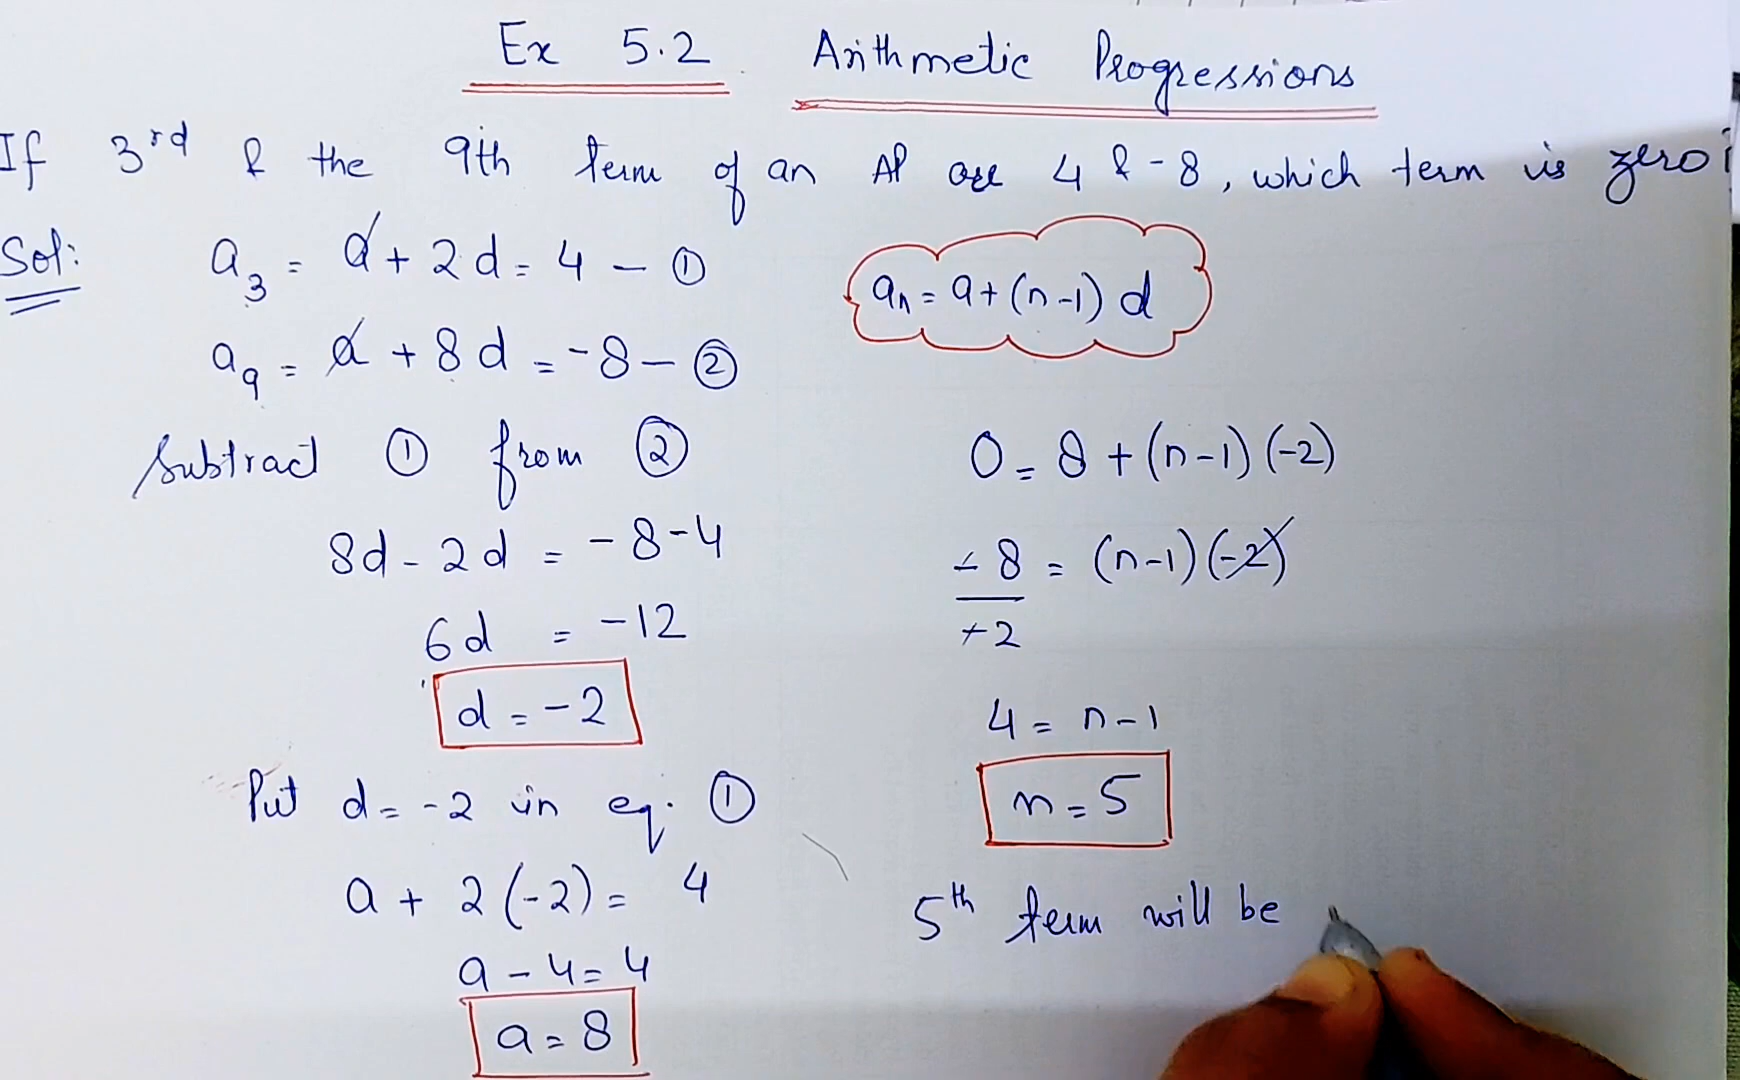 Ex 5.2 Arithmetic Progressions
If 3rd & the 9th term of an AP are 4 & -8, which term is zero?
Sol: a₃ = a + 2d = 4 - ①
aₙ = a + (n-1) d
a₉ = a + 8d = -8 - ②
Subtract ① from ②
8d - 2d = -8-4
6d = -12
d = -2
Put d = -2 in eq. ①
a + 2(-2) = 4
a - 4 = 4
a = 8
0 = 8 + (n-1)(-2)
-8 = (n-1)(-2)
-2
4 = n-1
n = 5
5th term will be